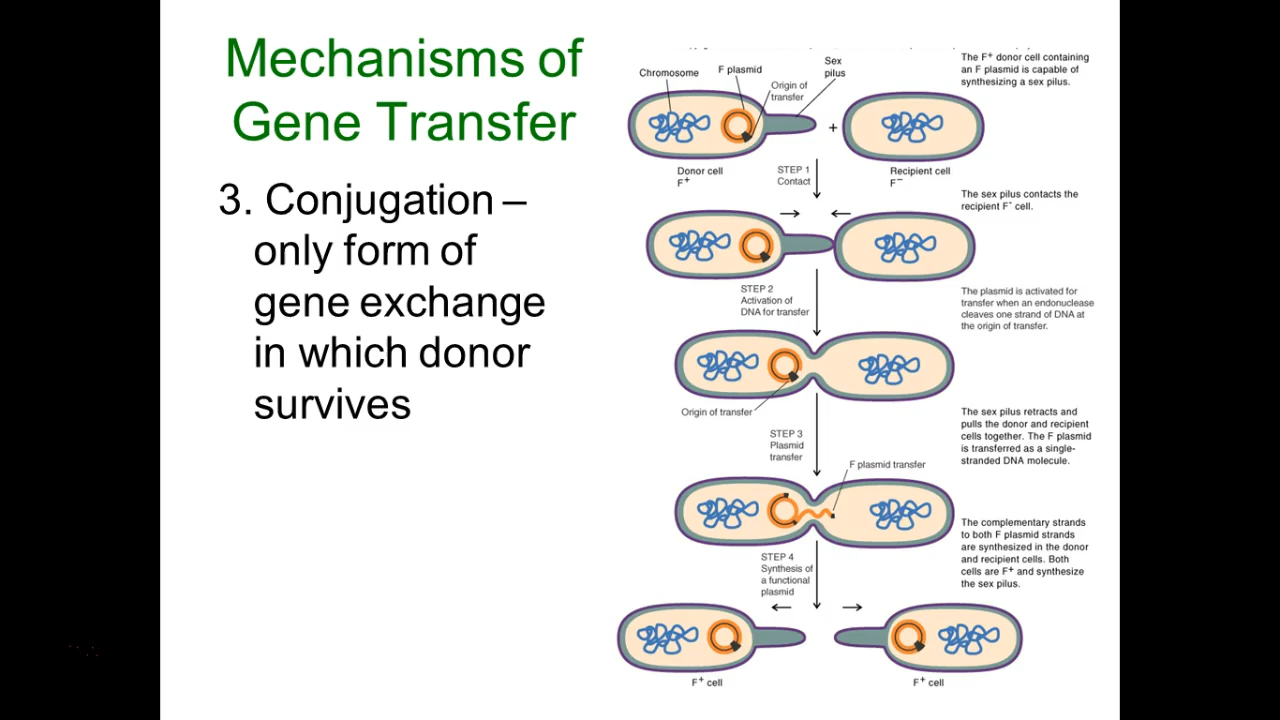 Mechanisms of
Gene Transfer
3. Conjugation –
only form of
gene exchange
in which donor
survives
Chromosome
F plasmid
Origin of
transfer
Sex
pilus
The F+ donor cell containing
an F plasmid is capable of
synthesizing a sex pilus.
+
Donor cell
F+
STEP 1
Contact
Recipient cell
F–
The sex pilus contacts the
recipient F- cell.
STEP 2
Activation of
DNA for transfer
The plasmid is activated for
transfer when an endonuclease
cleaves one strand of DNA at
the origin of transfer.
Origin of transfer
STEP 3
Plasmid
transfer
The sex pilus retracts and
pulls the donor and recipient
cells together. The F plasmid
is transferred as a single-
stranded DNA molecule.
F plasmid transfer
STEP 4
Synthesis of
a functional
plasmid
The complementary strands
to both F plasmid strands
are synthesized in the donor
and recipient cells. Both
cells are F+ and synthesize
the sex pilus.
F+ cell
F+ cell